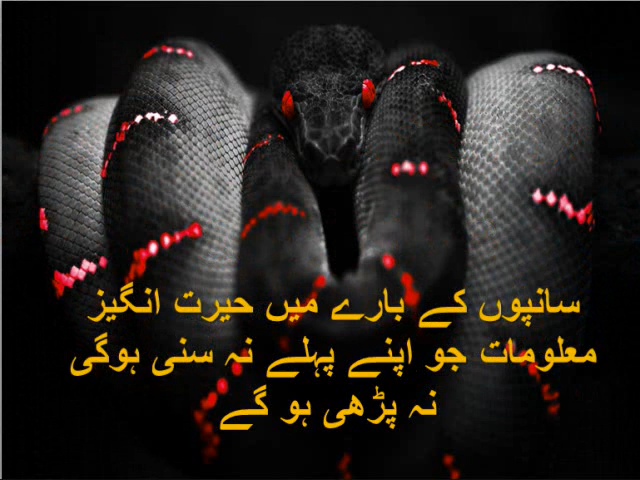 سانپوں کے بارے میں حیرت انگیز
معلومات جو اپنے پہلے نہ سنی ہوگی
نہ پڑھی ہو گے